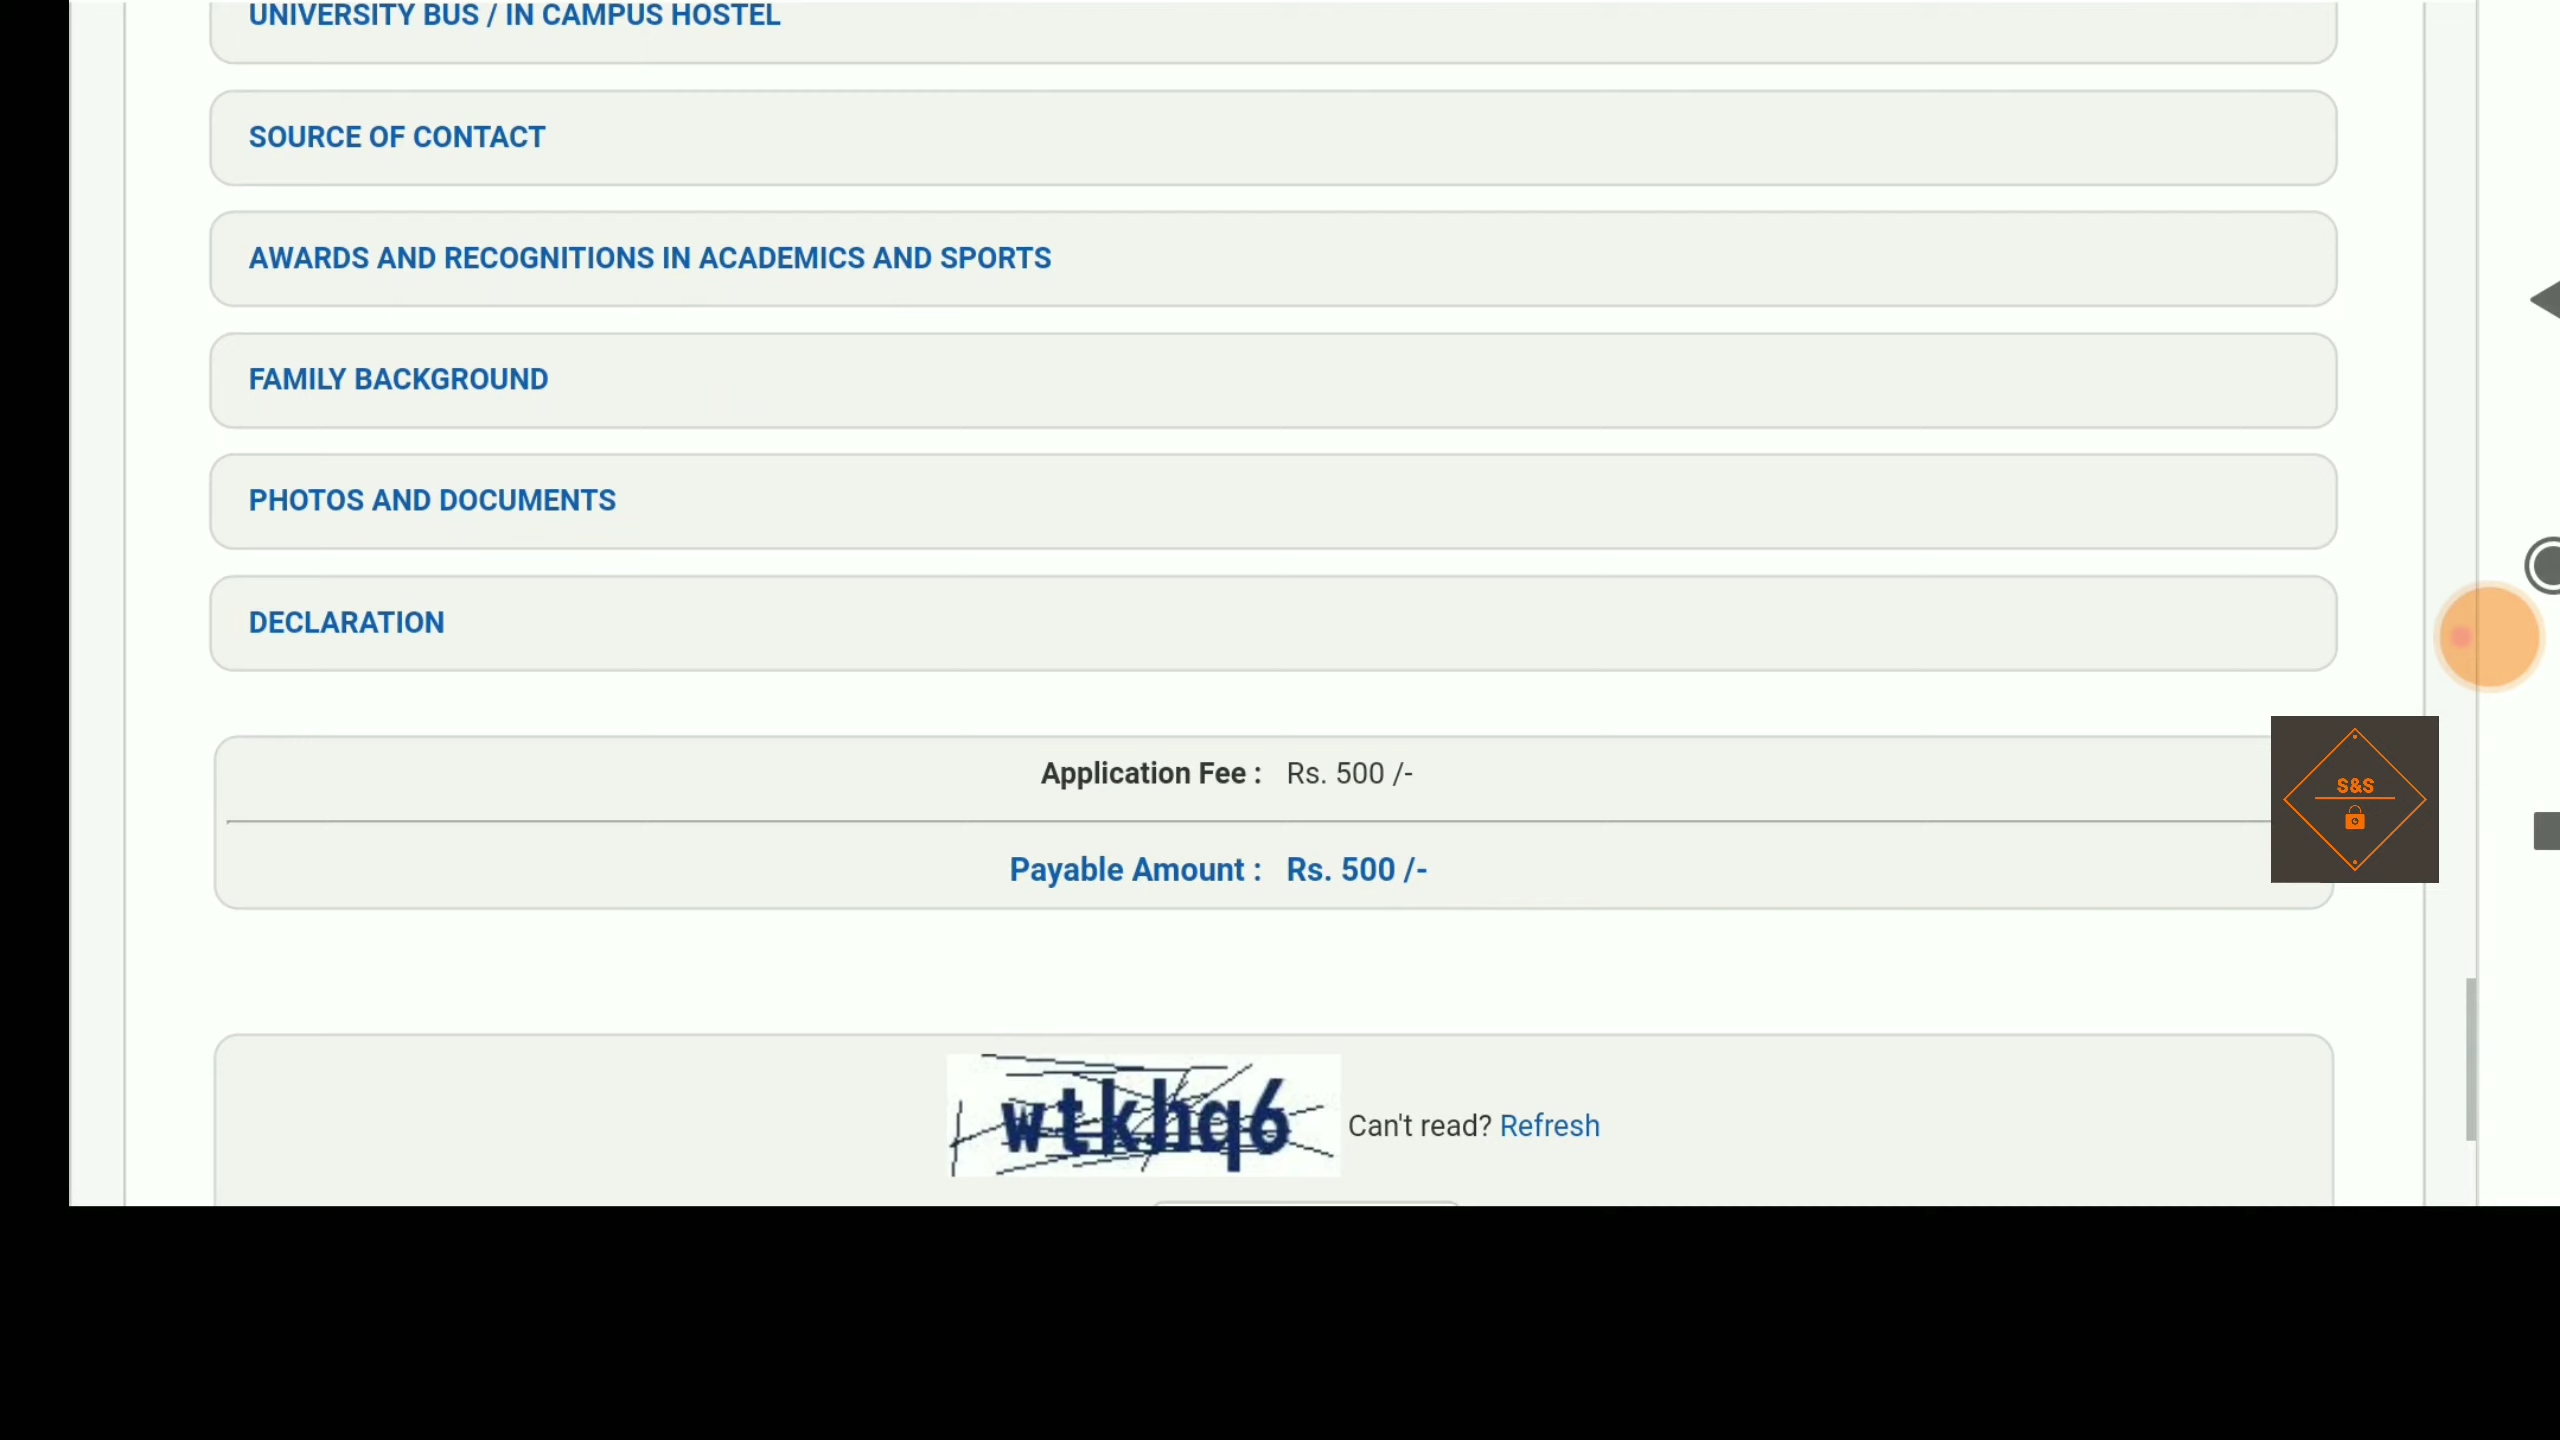 UNIVERSITY BUS / IN CAMPUS HOSTEL
SOURCE OF CONTACT
AWARDS AND RECOGNITIONS IN ACADEMICS AND SPORTS
FAMILY BACKGROUND
PHOTOS AND DOCUMENTS
DECLARATION
Application Fee : Rs. 500 /-
S&S
Payable Amount : Rs. 500 /-
wtkhq6 Can't read? Refresh